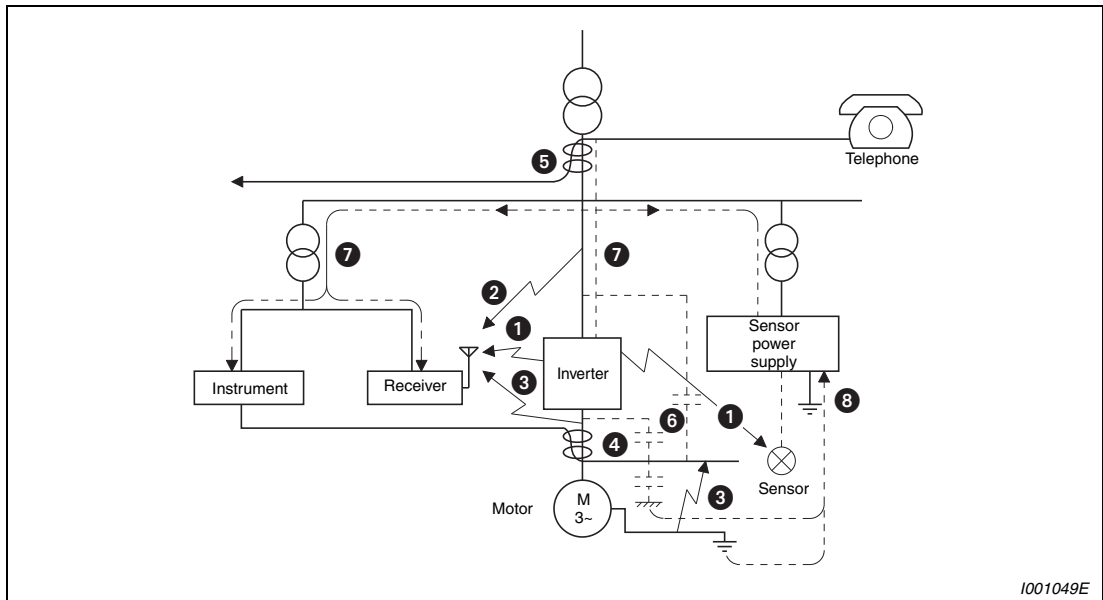 Telephone
5
7
7
2
1
Sensor
power
supply
Instrument
Receiver
3
Inverter
8
6
1
4
Sensor
3
Motor
M
3~
I001049E